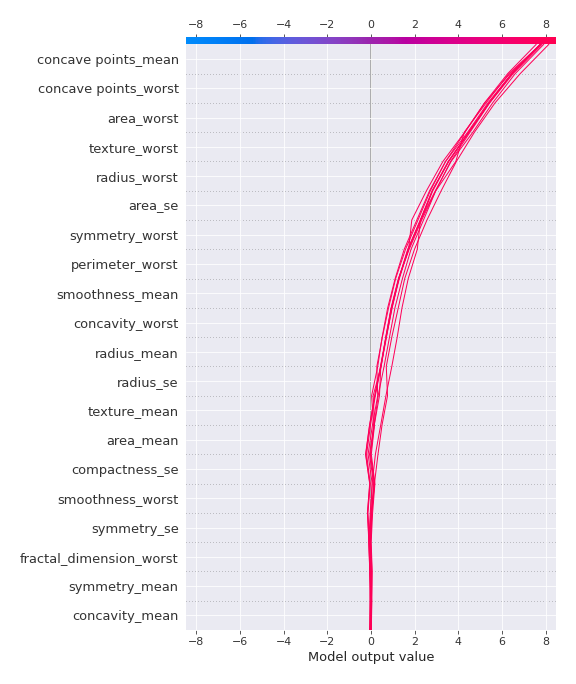 −8 −6 −4 −2 0 2 4 6 8
concave points_mean
concave points_worst
area_worst
texture_worst
radius_worst
area_se
symmetry_worst
perimeter_worst
smoothness_mean
concavity_worst
radius_mean
radius_se
texture_mean
area_mean
compactness_se
smoothness_worst
symmetry_se
fractal_dimension_worst
symmetry_mean
concavity_mean
−8 −6 −4 −2 0 2 4 6 8
Model output value